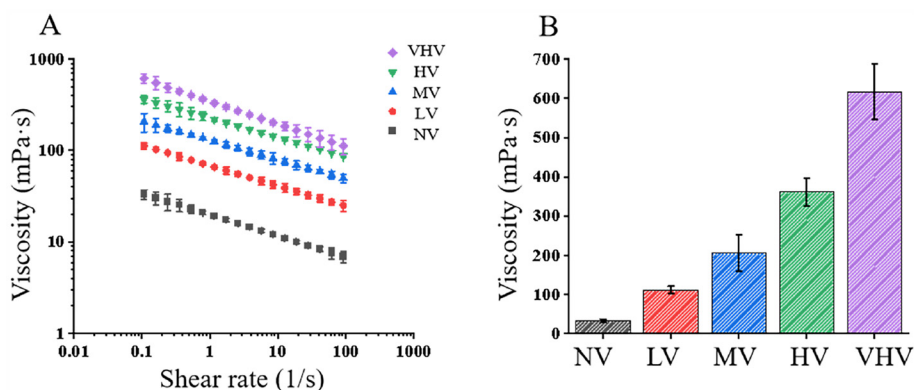 A
VHV
HV
MV
LV
NV
Viscosity (mPa·s)
1000
100
10
1
0.01
0.1
1
10
100
1000
Shear rate (1/s)
B
Viscosity (mPa·s)
700
600
500
400
300
200
100
0
NV
LV
MV
HV
VHV